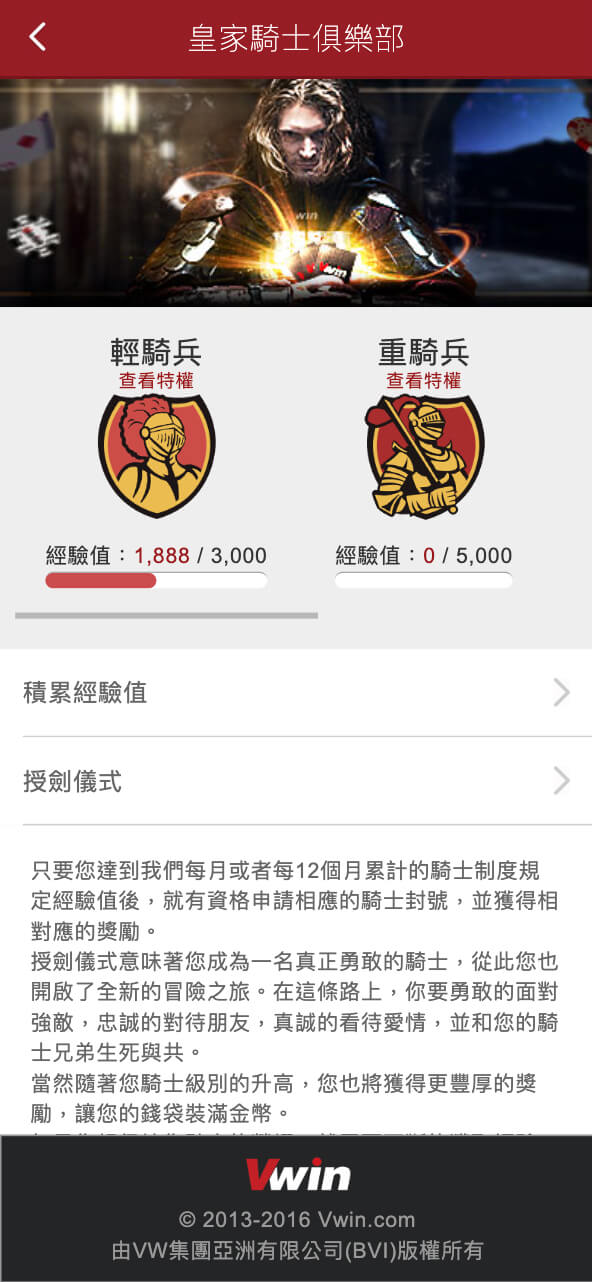 皇家騎士俱樂部
win
Vwin
輕騎兵
查看特權
重騎兵
查看特權
經驗值：1,888 / 3,000
經驗值：0 / 5,000
積累經驗值
授劍儀式
只要您達到我們每月或者每12個月累計的騎士制度規
定經驗值後，就有資格申請相應的騎士封號，並獲得相
對應的獎勵。
授劍儀式意味著您成為一名真正勇敢的騎士，從此您也
開啟了全新的冒險之旅。在這條路上，你要勇敢的面對
強敵，忠誠的對待朋友，真誠的看待愛情，並和您的騎
士兄弟生死與共。
當然隨著您騎士級別的升高，您也將獲得更豐厚的獎
勵，讓您的錢袋裝滿金幣。
Vwin
© 2013-2016 Vwin.com
由VW集團亞洲有限公司(BVI)版權所有